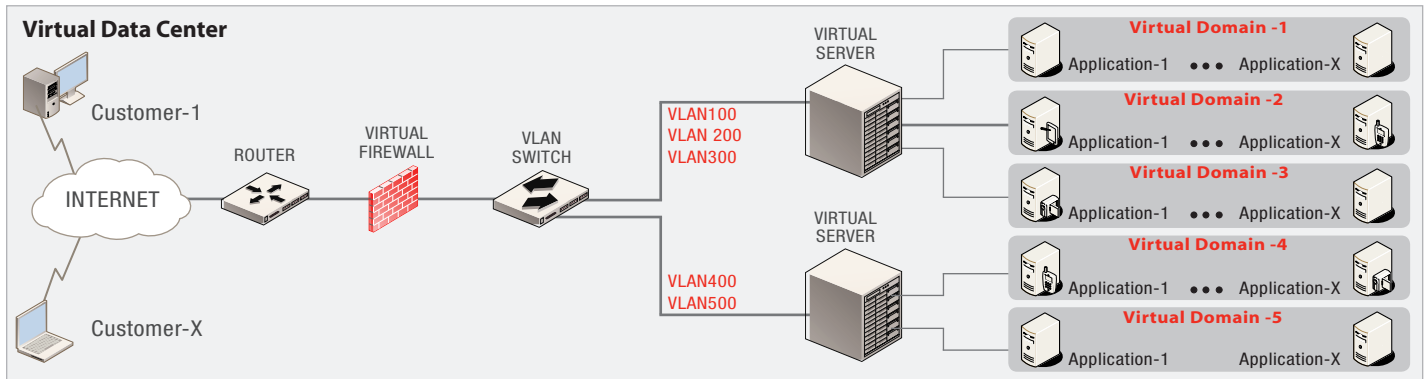 Virtual Data Center
Customer-1
INTERNET
Customer-X
ROUTER
VIRTUAL
FIREWALL
VLAN
SWITCH
VLAN100
VLAN 200
VLAN300
VLAN400
VLAN500
VIRTUAL
SERVER
VIRTUAL
SERVER
Virtual Domain -1
Application-1 ••• Application-X
Virtual Domain -2
Application-1 ••• Application-X
Virtual Domain -3
Application-1 ••• Application-X
Virtual Domain -4
Application-1 ••• Application-X
Virtual Domain -5
Application-1 Application-X